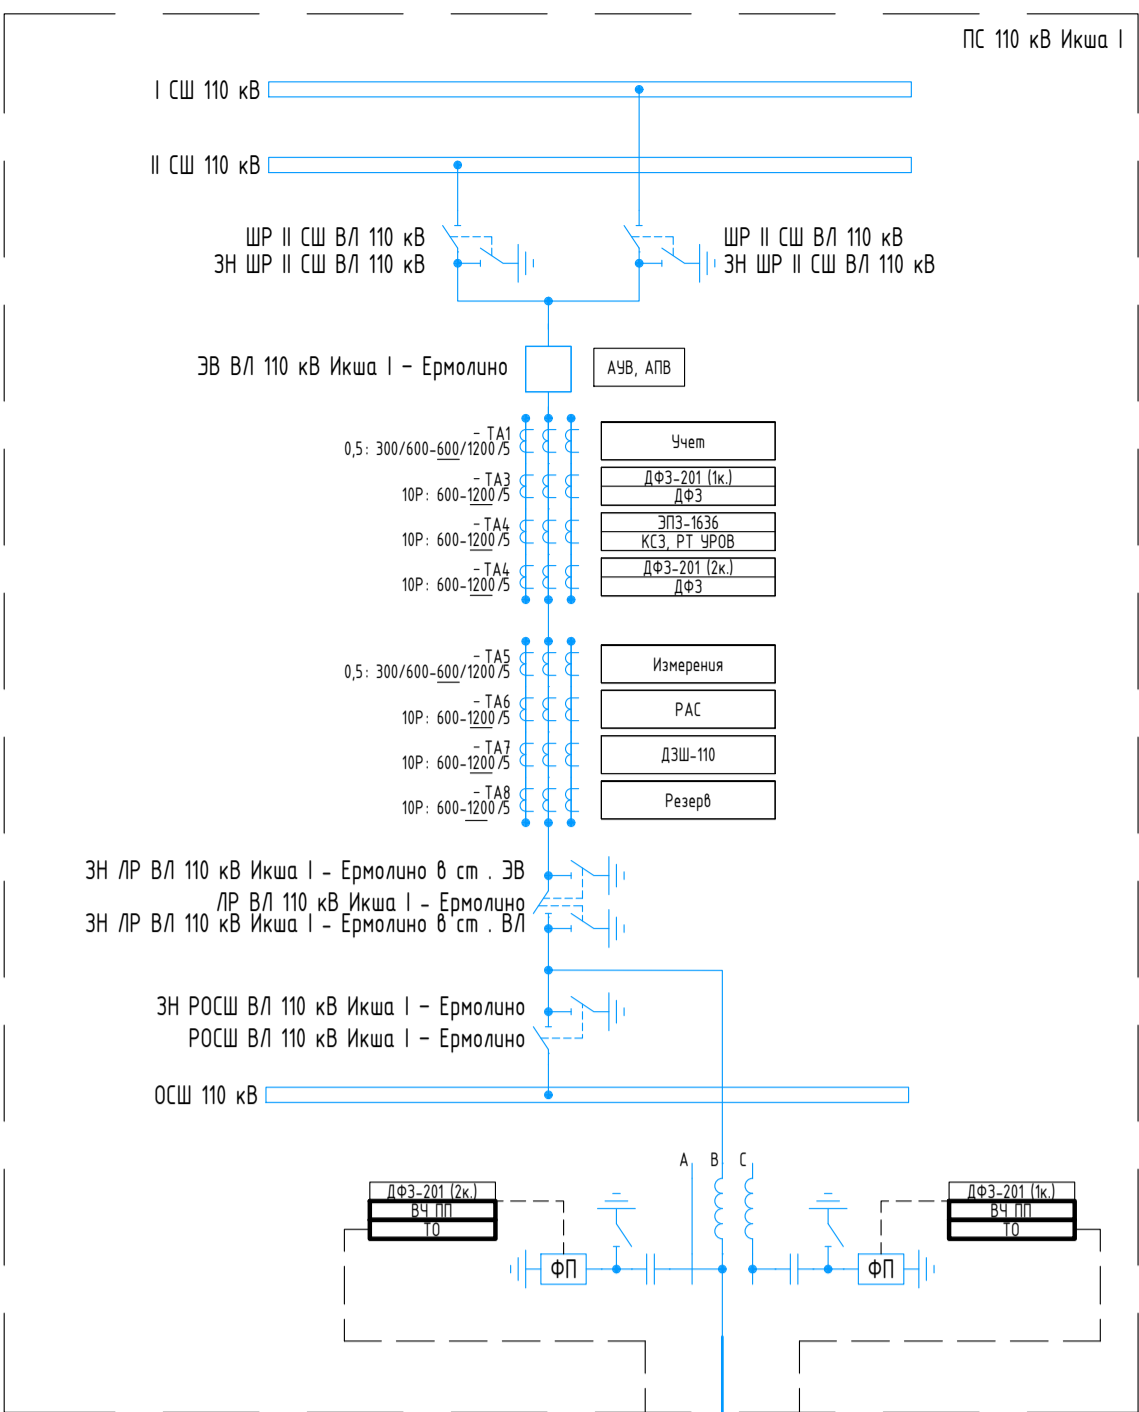 ПС 110 кВ Икша I
I СШ 110 кВ
II СШ 110 кВ
ШР II СШ ВЛ 110 кВ
ЗН ШР II СШ ВЛ 110 кВ
ШР II СШ ВЛ 110 кВ
ЗН ШР II СШ ВЛ 110 кВ
ЭВ ВЛ 110 кВ Икша I - Ермолино
АУВ, АПВ
- ТА1
0,5: 300/600-600/1200/5
Учет
- ТА3
10Р: 600-1200/5
ДФЗ-201 (1к.)
ДФЗ
- ТА4
10Р: 600-1200/5
ЭПЗ-1636
КСЗ, РТ УРОВ
- ТА4
10Р: 600-1200/5
ДФЗ-201 (2к.)
ДФЗ
- ТА5
0,5: 300/600-600/1200/5
Измерения
- ТА6
10Р: 600-1200/5
РАС
- ТА7
10Р: 600-1200/5
ДЗШ-110
- ТА8
10Р: 600-1200/5
Резерв
ЗН ЛР ВЛ 110 кВ Икша I - Ермолино в ст . ЭВ
ЛР ВЛ 110 кВ Икша I - Ермолино
ЗН ЛР ВЛ 110 кВ Икша I - Ермолино в ст . ВЛ
ЗН РОСШ ВЛ 110 кВ Икша I - Ермолино
РОСШ ВЛ 110 кВ Икша I - Ермолино
ОСШ 110 кВ
А В С
ДФЗ-201 (2к.)
ВЧ ПП
ТО
ДФЗ-201 (1к.)
ВЧ ПП
ТО
ФП
ФП